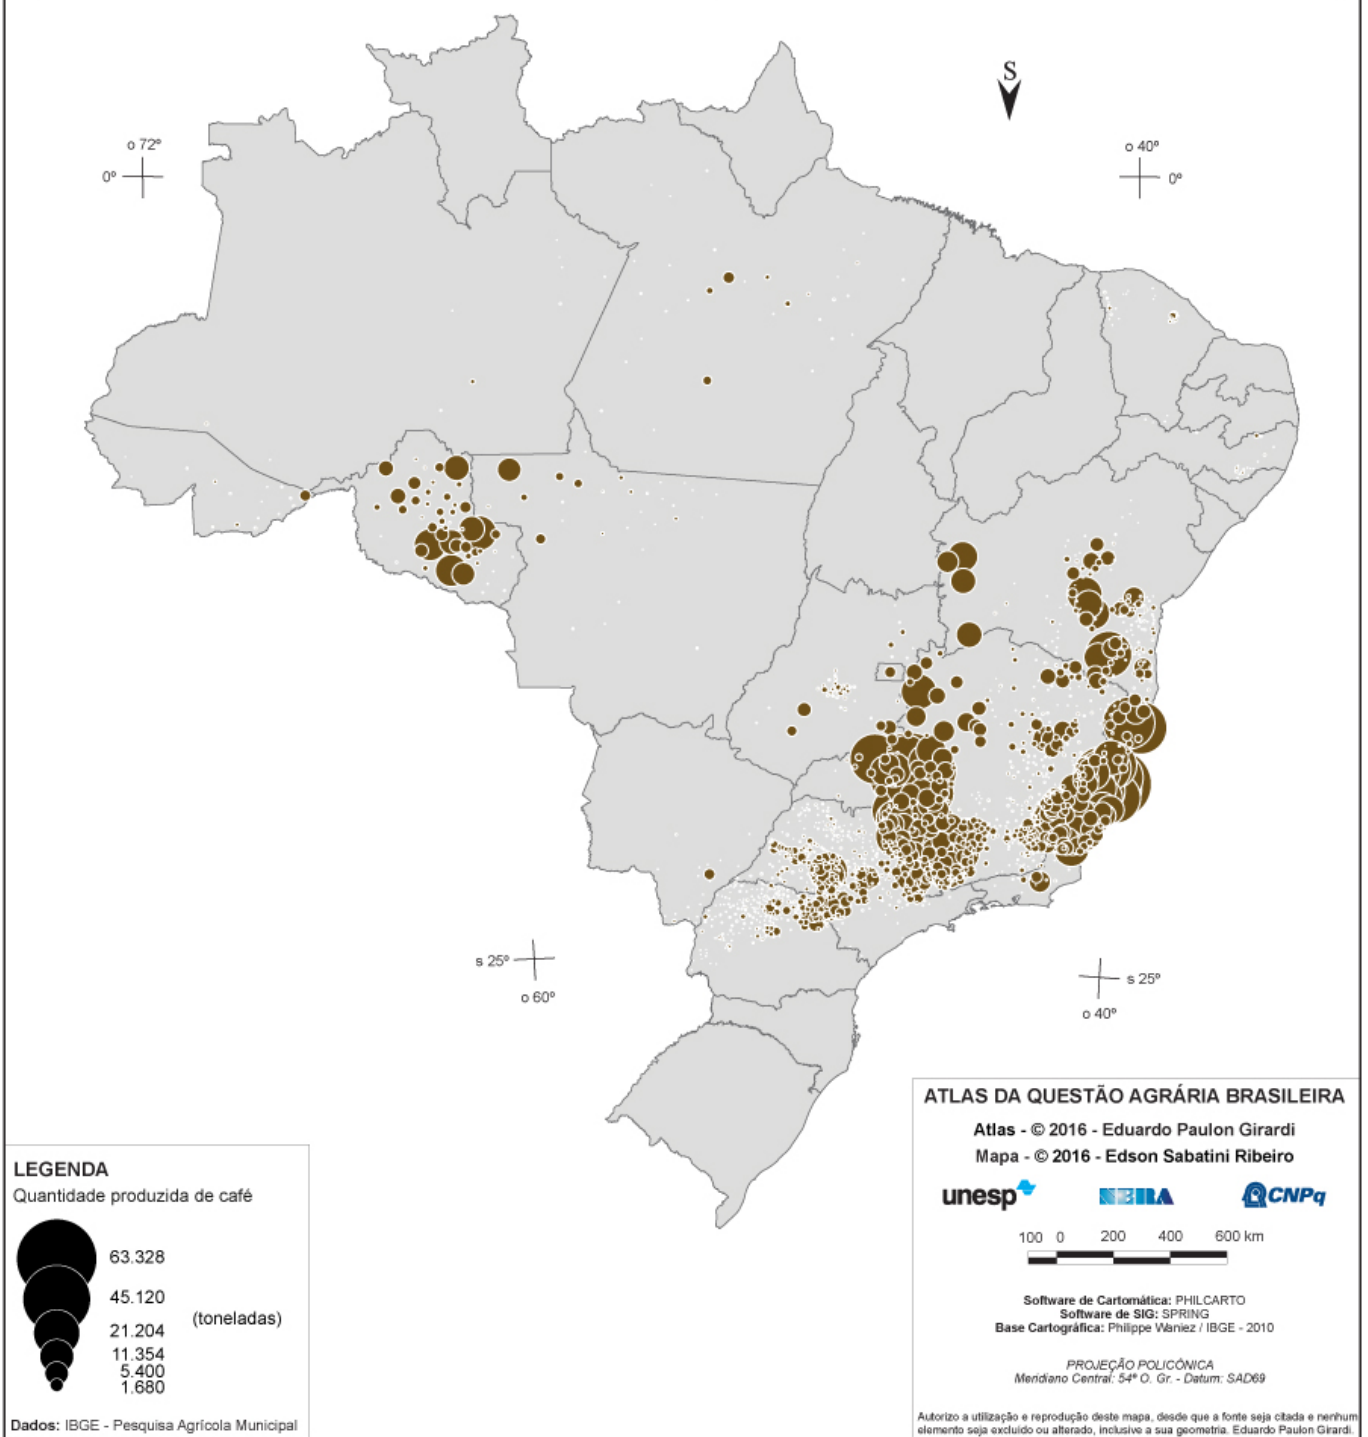 S
o 72º
0º
o 40º
0º
s 25º
o 60º
s 25º
o 40º
LEGENDA
Quantidade produzida de café
63.328
45.120
21.204
11.354
5.400
1.680
(toneladas)
Dados: IBGE - Pesquisa Agrícola Municipal
ATLAS DA QUESTÃO AGRÁRIA BRASILEIRA
Atlas - © 2016 - Eduardo Paulon Girardi
Mapa - © 2016 - Edson Sabatini Ribeiro
unesp NERA CNPq
100 0 200 400 600 km
Software de Cartomática: PHILCARTO
Software de SIG: SPRING
Base Cartográfica: Philippe Waniez / IBGE - 2010
PROJEÇÃO POLICÔNICA
Meridiano Central: 54º O. Gr. - Datum: SAD69
Autorizo a utilização e reprodução deste mapa, desde que a fonte seja citada e nenhum
elemento seja excluído ou alterado, inclusive a sua geometria. Eduardo Paulon Girardi.